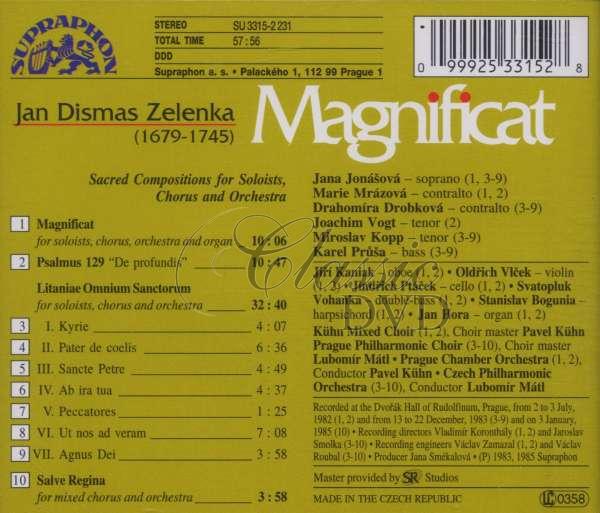 SUPRAPHON
STEREO SU 3315-2 231
TOTAL TIME 57 : 56
DDD
Supraphon a. s. • Palackého 1, 112 99 Prague 1
0 99925 33152 8
Jan Dismas Zelenka
(1679-1745)
Magnificat
Sacred Compositions for Soloists,
Chorus and Orchestra
1 Magnificat
for soloists, chorus, orchestra and organ 10 : 06
2 Psalmus 129 "De profundis" 10 : 47
Litaniae Omnium Sanctorum
for soloists, chorus and orchestra 32 : 40
3 I. Kyrie 4 : 07
4 II. Pater de coelis 6 : 36
5 III. Sancte Petre 4 : 49
6 IV. Ab ira tua 4 : 37
7 V. Peccatores 1 : 25
8 VI. Ut nos ad veram 7 : 08
9 VII. Agnus Dei 3 : 58
10 Salve Regina
for mixed chorus and orchestra 3 : 58
Jana Jonášová – soprano (1, 3-9)
Marie Mrázová – contralto (1, 2)
Drahomíra Drobková – contralto (3-9)
Joachim Vogt – tenor (2)
Miroslav Kopp – tenor (3-9)
Karel Průša – bass (3-9)
Jiří Kaniak – oboe (1, 2) • Oldřich Vlček – violin
(1, 2) • Jindřich Ptáček – cello (1, 2) • Svatopluk
Vohanka – double-bass (1, 2) • Stanislav Bogunia –
harpsichord (1, 2) • Jan Hora – organ (1, 2)
Kühn Mixed Choir (1, 2), Choir master Pavel Kühn
Prague Philharmonic Choir (3-10), Choir master
Lubomír Mátl • Prague Chamber Orchestra (1, 2),
Conductor Pavel Kühn • Czech Philharmonic
Orchestra (3-10), Conductor Lubomír Mátl
Recorded at the Dvořák Hall of Rudolfinum, Prague, from 2 to 3 July,
1982 (1, 2) and from 13 to 22 December, 1983 (3-9) and on 3 January,
1985 (10) • Recording directors Vladimír Koronthály (1, 2) and Jaroslav
Smolka (3-10) • Recording engineers Václav Zamazal (1, 2) and Václav
Roubal (3-10) • Producer Jana Smékalová • (P) 1983, 1985 Supraphon
Master provided by SR Studios
MADE IN THE CZECH REPUBLIC
LC 0358
Classic
DVD